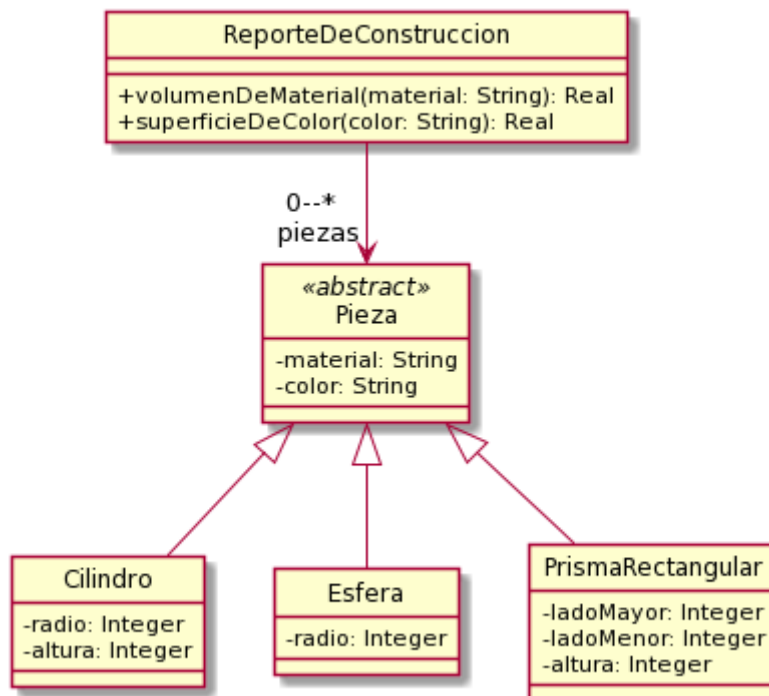 ReporteDeConstruccion
+volumenDeMaterial(material: String): Real
+superficieDeColor(color: String): Real
0--*
piezas
«abstract»
Pieza
-material: String
-color: String
Cilindro
-radio: Integer
-altura: Integer
Esfera
-radio: Integer
PrismaRectangular
-ladoMayor: Integer
-ladoMenor: Integer
-altura: Integer